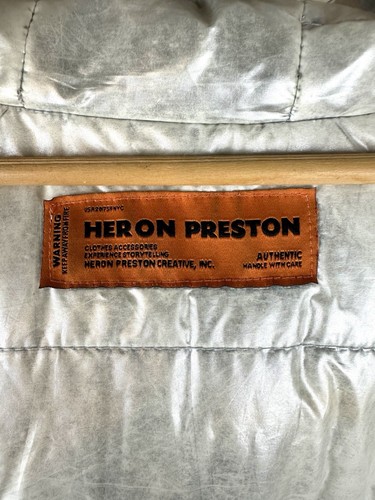 WARNING
KEEP AWAY FROM FIRE
HERON PRESTON
CLOTHES ACCESSORIES
EXPERIENCE STORYTELLING
HERON PRESTON CREATIVE, INC.
AUTHENTIC
HANDLE WITH CARE